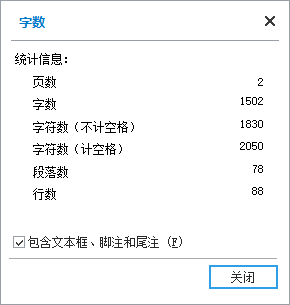 字数
统计信息：
页数 2
字数 1502
字符数（不计空格） 1830
字符数（计空格） 2050
段落数 78
行数 88
包含文本框、脚注和尾注（F）
关闭